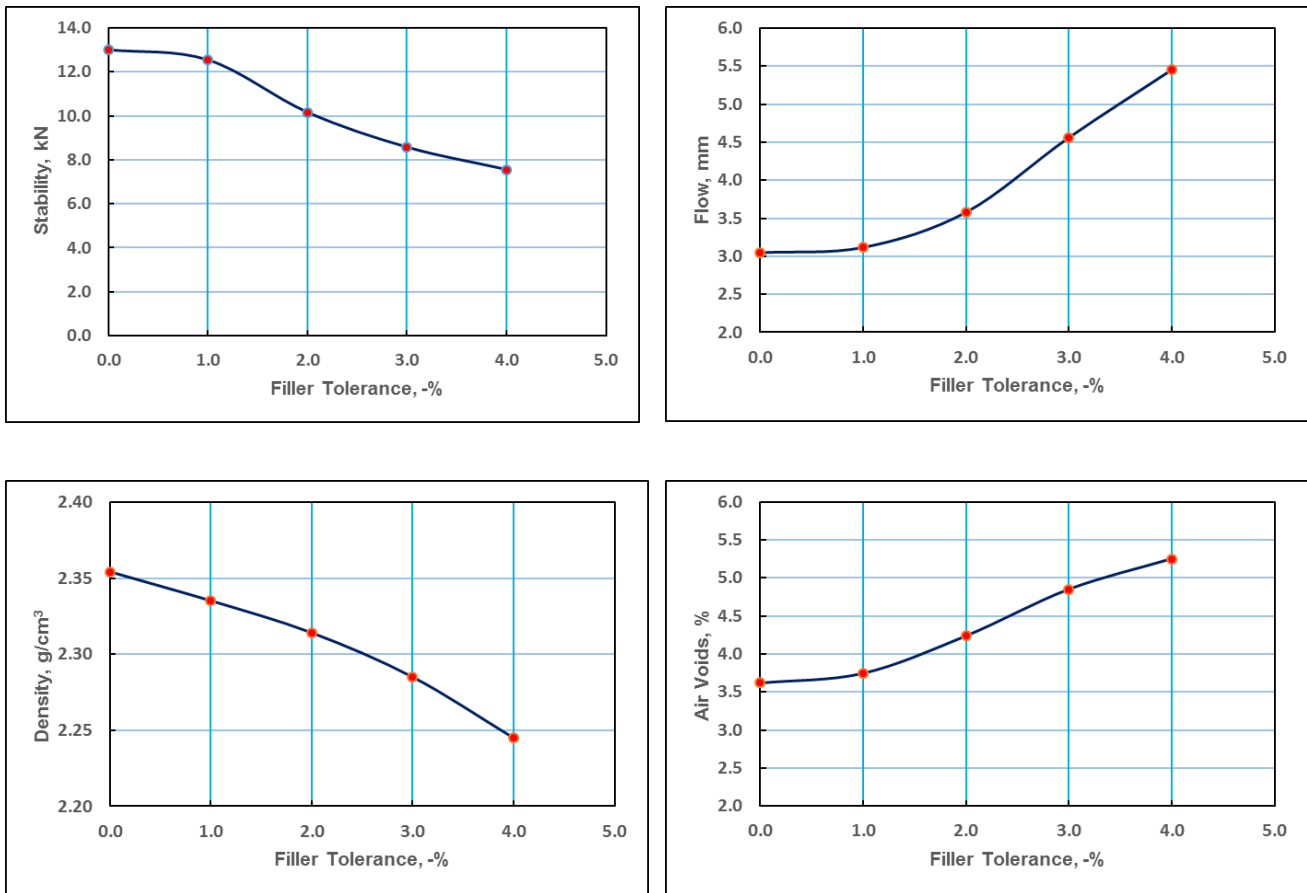 14.0
12.0
10.0
8.0
6.0
4.0
2.0
0.0
Stability, kN
0.0 1.0 2.0 3.0 4.0 5.0
Filler Tolerance, -%
6.0
5.5
5.0
4.5
4.0
3.5
3.0
2.5
2.0
Flow, mm
0.0 1.0 2.0 3.0 4.0 5.0
Filler Tolerance, -%
2.40
2.35
2.30
2.25
2.20
Density, g/cm³
0.0 1.0 2.0 3.0 4.0 5.0
Filler Tolerance, -%
6.0
5.5
5.0
4.5
4.0
3.5
3.0
2.5
2.0
Air Voids, %
0.0 1.0 2.0 3.0 4.0 5.0
Filler Tolerance, -%